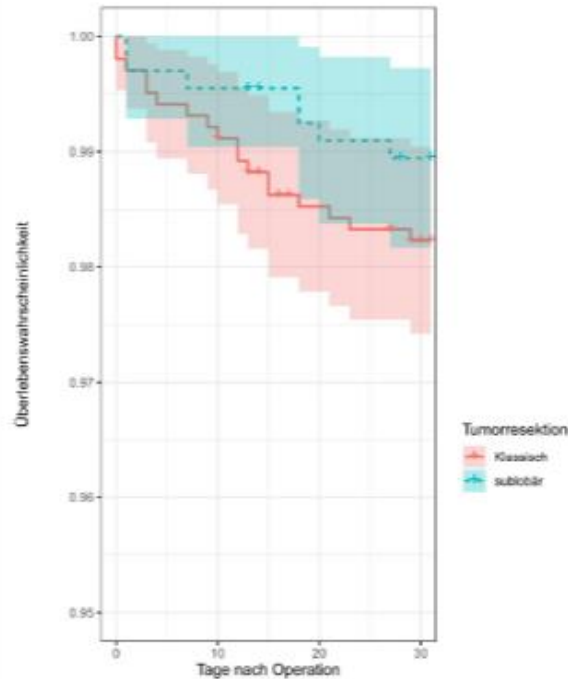 1.00
0.99
0.98
0.97
0.96
0.95
Überlebenswahrscheinlichkeit
0
10
20
30
Tage nach Operation
Tumorresektion
Klassisch
sublobär